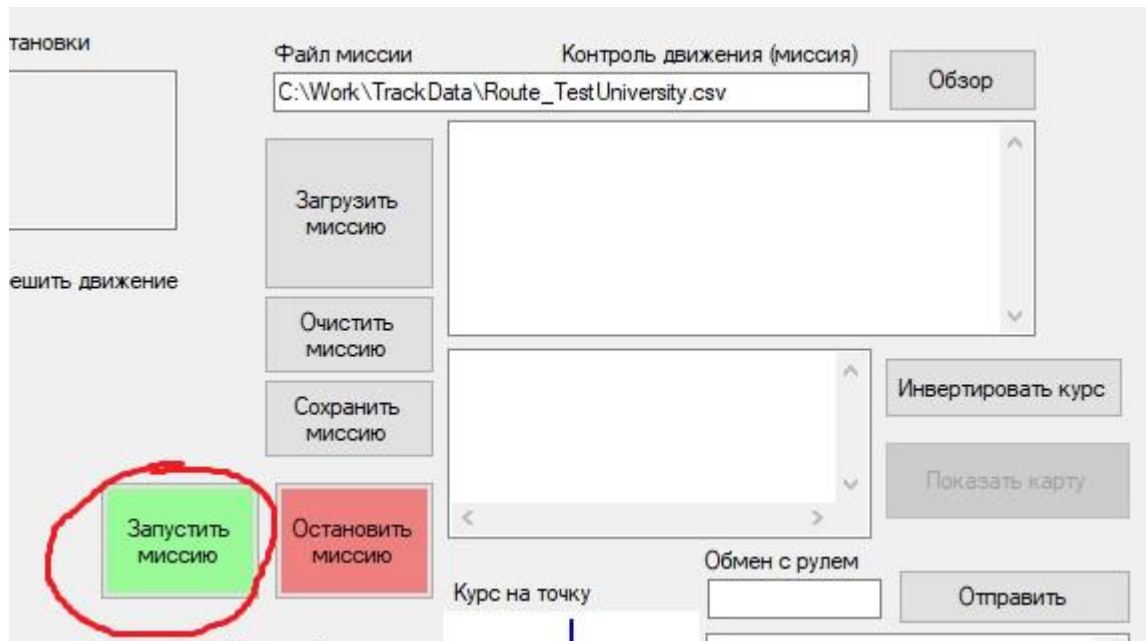 тановки
Файл миссии
Контроль движения (миссия)
C:\Work\TrackData\Route_TestUniversity.csv
Обзор
Загрузить
миссию
ешить движение
Очистить
миссию
Инвертировать курс
Сохранить
миссию
Показать карту
Запустить
миссию
Остановить
миссию
Обмен с рулем
Курс на точку
Отправить